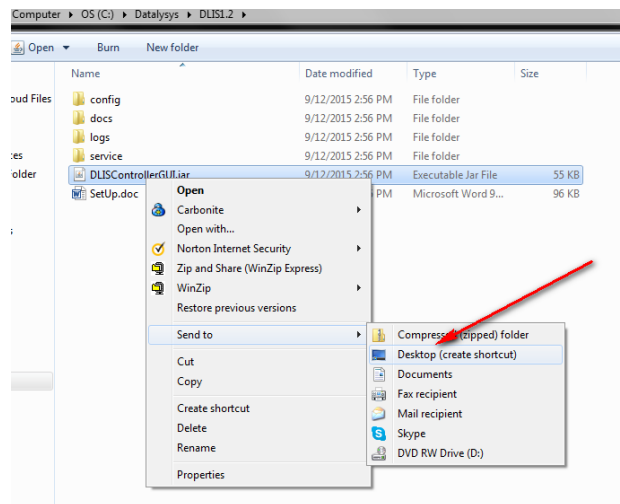 Computer ▸ OS (C:) ▸ Datalysys ▸ DLIS1.2 ▸
Open Burn New folder
Name Date modified Type Size
oud Files
config 9/12/2015 2:56 PM File folder
docs 9/12/2015 2:56 PM File folder
logs 9/12/2015 2:56 PM File folder
service 9/12/2015 2:56 PM File folder
DLISControllerGUI.jar 9/12/2015 2:56 PM Executable Jar File 55 KB
SetUp.doc PM Microsoft Word 9... 96 KB
older
Open
Carbonite
Open with...
Norton Internet Security
Zip and Share (WinZip Express)
WinZip
Restore previous versions
Send to
Cut
Copy
Create shortcut
Delete
Rename
Properties
Compressed (zipped) folder
Desktop (create shortcut)
Documents
Fax recipient
Mail recipient
Skype
DVD RW Drive (D:)